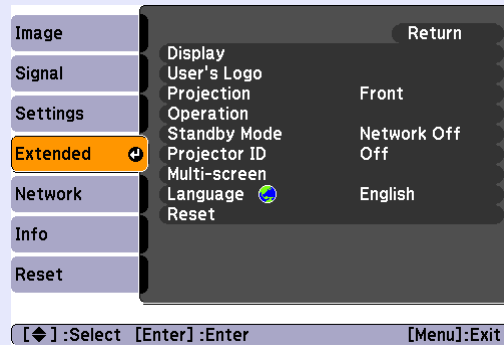 Image
Signal
Settings
Extended
Network
Info
Reset
Return
Display
User's Logo
Projection Front
Operation
Standby Mode Network Off
Projector ID Off
Multi-screen
Language English
Reset
[◆] :Select [Enter] :Enter [Menu]:Exit